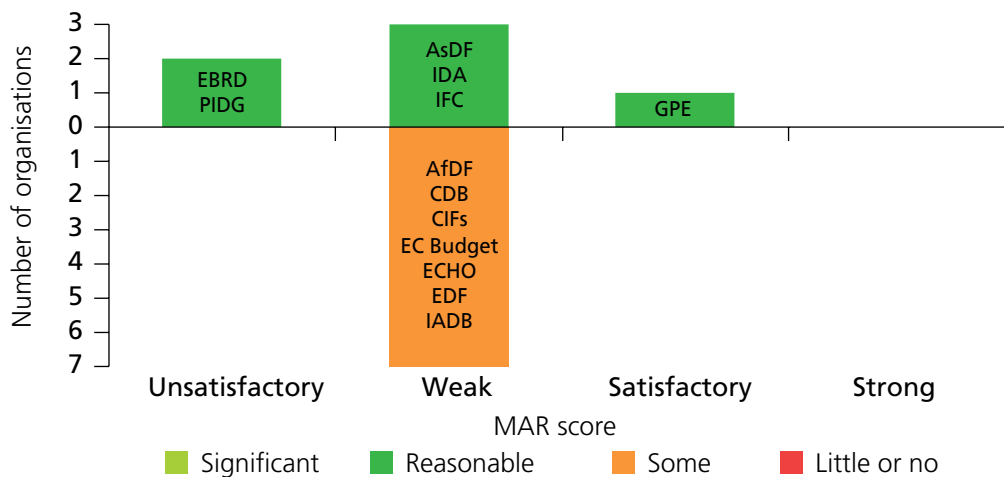 Number of organisations
3
2
1
0
1
2
3
4
5
6
7
EBRD
PIDG
AsDF
IDA
IFC
GPE
AfDF
CDB
CIFs
EC Budget
ECHO
EDF
IADB
Unsatisfactory
Weak
Satisfactory
Strong
MAR score
Significant
Reasonable
Some
Little or no